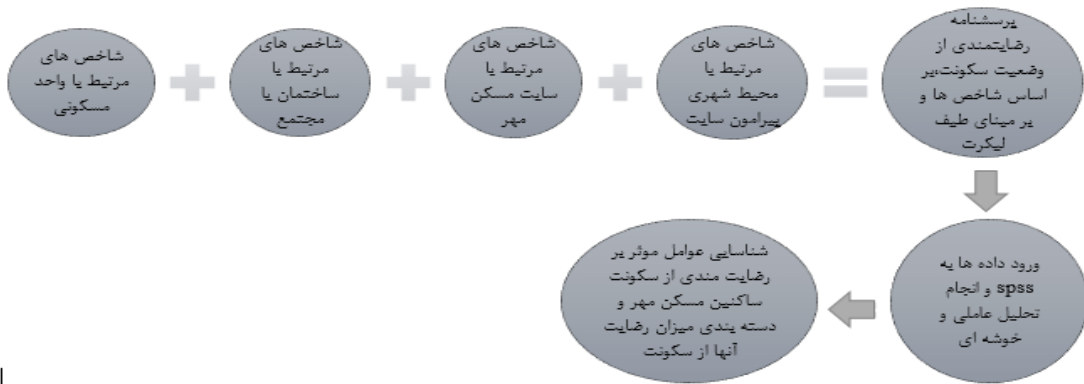 شاخص های
مرتبط با واحد
مسکونی
شاخص های
مرتبط با
ساختمان یا
مجتمع
شاخص های
مرتبط با
سایت مسکن
مهر
شاخص های
مرتبط با
محیط شهری
پیرامون سایت
پرسشنامه
رضایتمندی از
وضعیت سکونت،بر
اساس شاخص ها و
بر مبنای طیف
لیکرت
ورود داده ها به
spss و انجام
تحلیل عاملی و
خوشه ای
شناسایی عوامل موثر بر
رضایت مندی از سکونت
ساکنین مسکن مهر و
دسته بندی میزان رضایت
آنها از سکونت